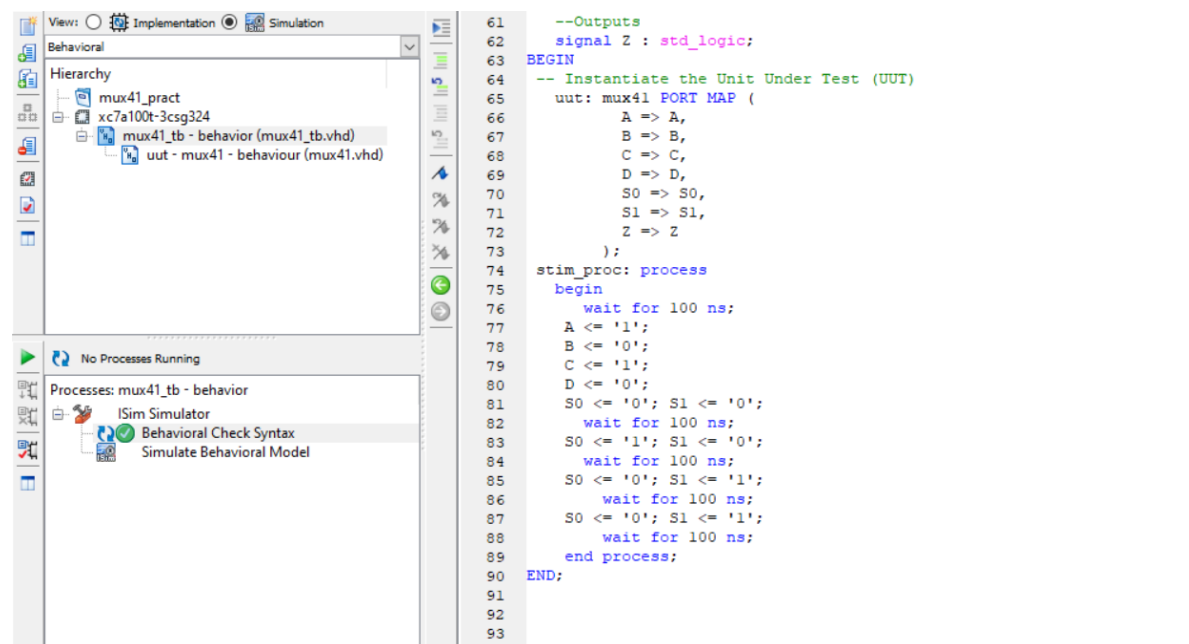 View: Implementation Simulation
Behavioral
Hierarchy
mux41_pract
xc7a100t-3csg324
mux41_tb - behavior (mux41_tb.vhd)
uut - mux41 - behaviour (mux41.vhd)
No Processes Running
Processes: mux41_tb - behavior
ISim Simulator
Behavioral Check Syntax
Simulate Behavioral Model
61 --Outputs
62 signal Z : std_logic;
63 BEGIN
64 -- Instantiate the Unit Under Test (UUT)
65 uut: mux41 PORT MAP (
66 A => A,
67 B => B,
68 C => C,
69 D => D,
70 S0 => S0,
71 S1 => S1,
72 Z => Z
73 );
74 stim_proc: process
75 begin
76 wait for 100 ns;
77 A <= '1';
78 B <= '0';
79 C <= '1';
80 D <= '0';
81 S0 <= '0'; S1 <= '0';
82 wait for 100 ns;
83 S0 <= '1'; S1 <= '0';
84 wait for 100 ns;
85 S0 <= '0'; S1 <= '1';
86 wait for 100 ns;
87 S0 <= '0'; S1 <= '1';
88 wait for 100 ns;
89 end process;
90 END;
91
92
93